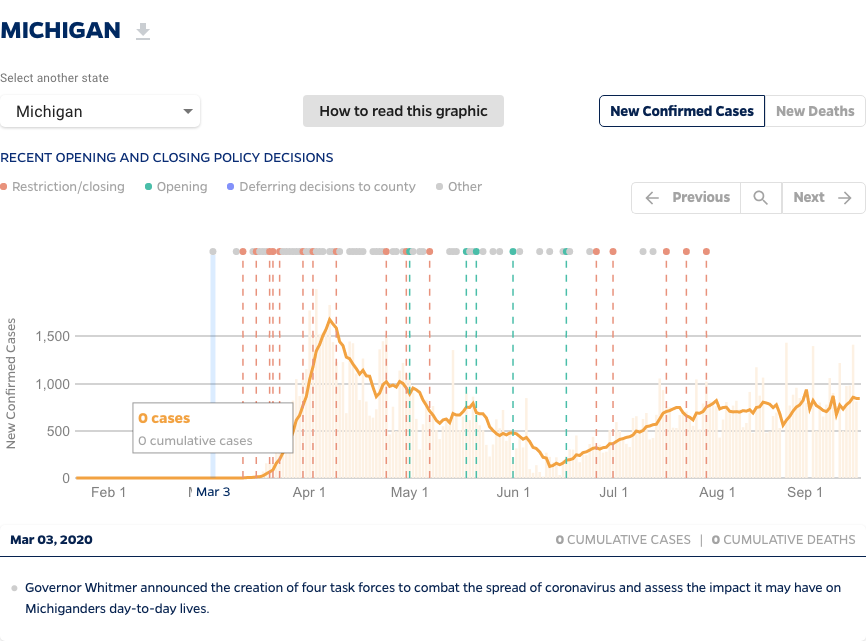 MICHIGAN
Select another state
Michigan
How to read this graphic
New Confirmed Cases
New Deaths
RECENT OPENING AND CLOSING POLICY DECISIONS
Restriction/closing
Opening
Deferring decisions to county
Other
Previous
Next
New Confirmed Cases
1,500
1,000
500
0
0 cases
0 cumulative cases
Feb 1
Mar 3
Apr 1
May 1
Jun 1
Jul 1
Aug 1
Sep 1
Mar 03, 2020
0 CUMULATIVE CASES | 0 CUMULATIVE DEATHS
Governor Whitmer announced the creation of four task forces to combat the spread of coronavirus and assess the impact it may have on
Michiganders day-to-day lives.